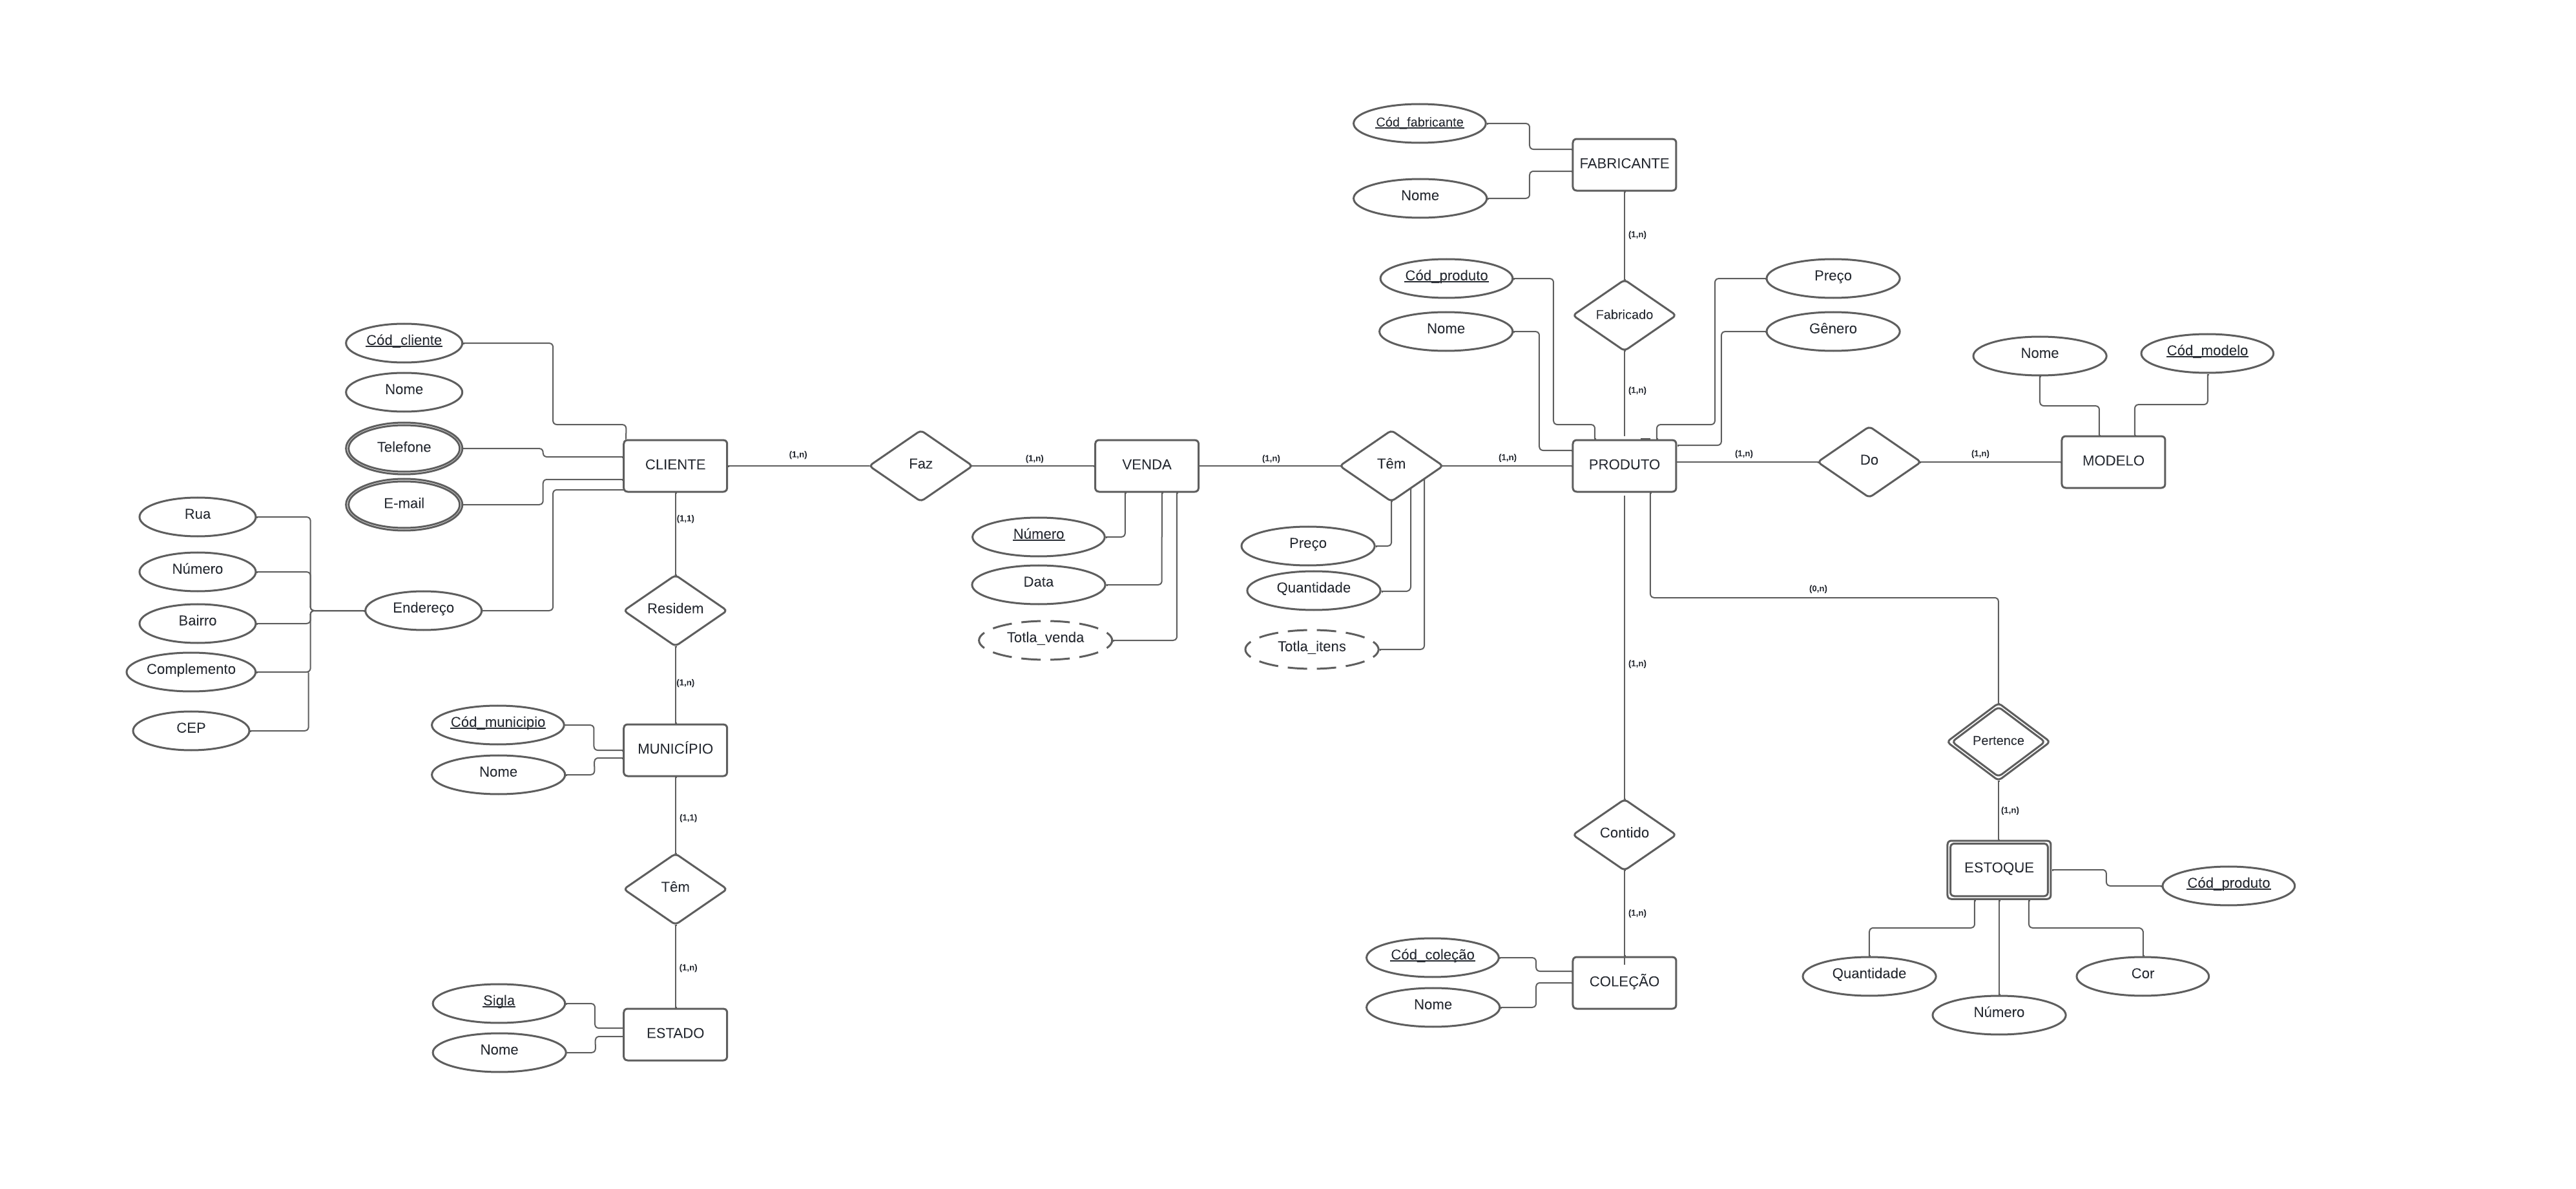 Cód_fabricante
FABRICANTE
Nome
(1,n)
Cód_produto
Preço
Fabricado
Nome
Gênero
Cód_cliente
Nome
Cód_modelo
Nome
(1,n)
Telefone
CLIENTE
(1,n)
Faz
(1,n)
VENDA
(1,n)
Têm
(1,n)
PRODUTO
(1,n)
Do
(1,n)
MODELO
E-mail
Rua
(1,1)
Número
Preço
Número
Data
Quantidade
(0,n)
Endereço
Residem
Bairro
Totla_venda
Totla_itens
Complemento
(1,n)
(1,n)
CEP
Cód_municipio
MUNICÍPIO
Nome
Pertence
(1,1)
(1,n)
Contido
Têm
ESTOQUE
Cód_produto
(1,n)
(1,n)
Cód_coleção
COLEÇÃO
Nome
Quantidade
Cor
Número
Sigla
ESTADO
Nome